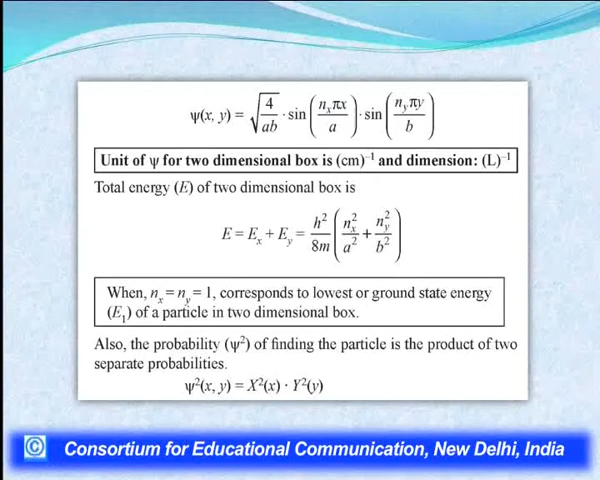 ψ(x, y) = √(4/ab) · sin(nₓπx/a) · sin(n_yπy/b)
Unit of ψ for two dimensional box is (cm)⁻¹ and dimension: (L)⁻¹
Total energy (E) of two dimensional box is
E = Eₓ + E_y = h²/8m (nₓ²/a² + n_y²/b²)
When, nₓ = n_y = 1, corresponds to lowest or ground state energy
(E₁) of a particle in two dimensional box.
Also, the probability (ψ²) of finding the particle is the product of two
separate probabilities.
ψ²(x, y) = X²(x) · Y²(y)
© Consortium for Educational Communication, New Delhi, India